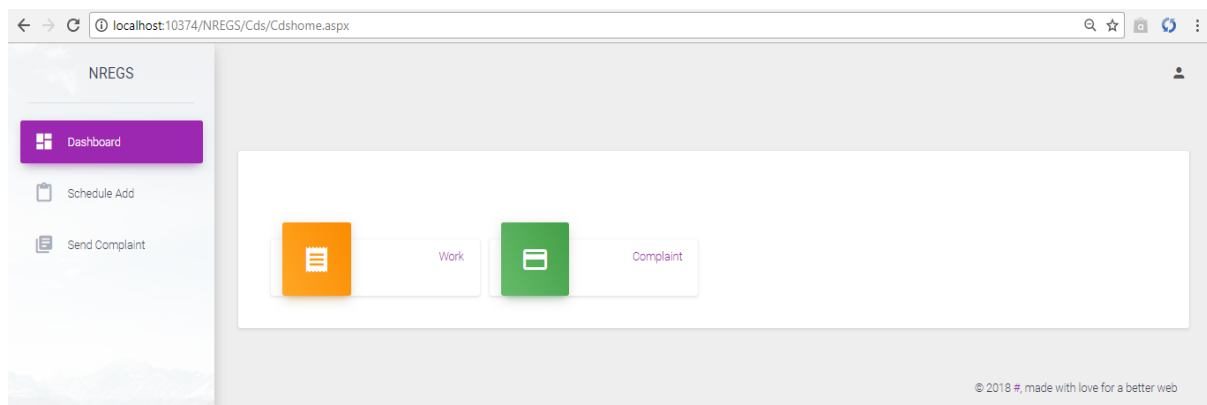 localhost:10374/NREGS/Cds/Cdshome.aspx
NREGS
Dashboard
Schedule Add
Send Complaint
Work
Complaint
© 2018 #, made with love for a better web